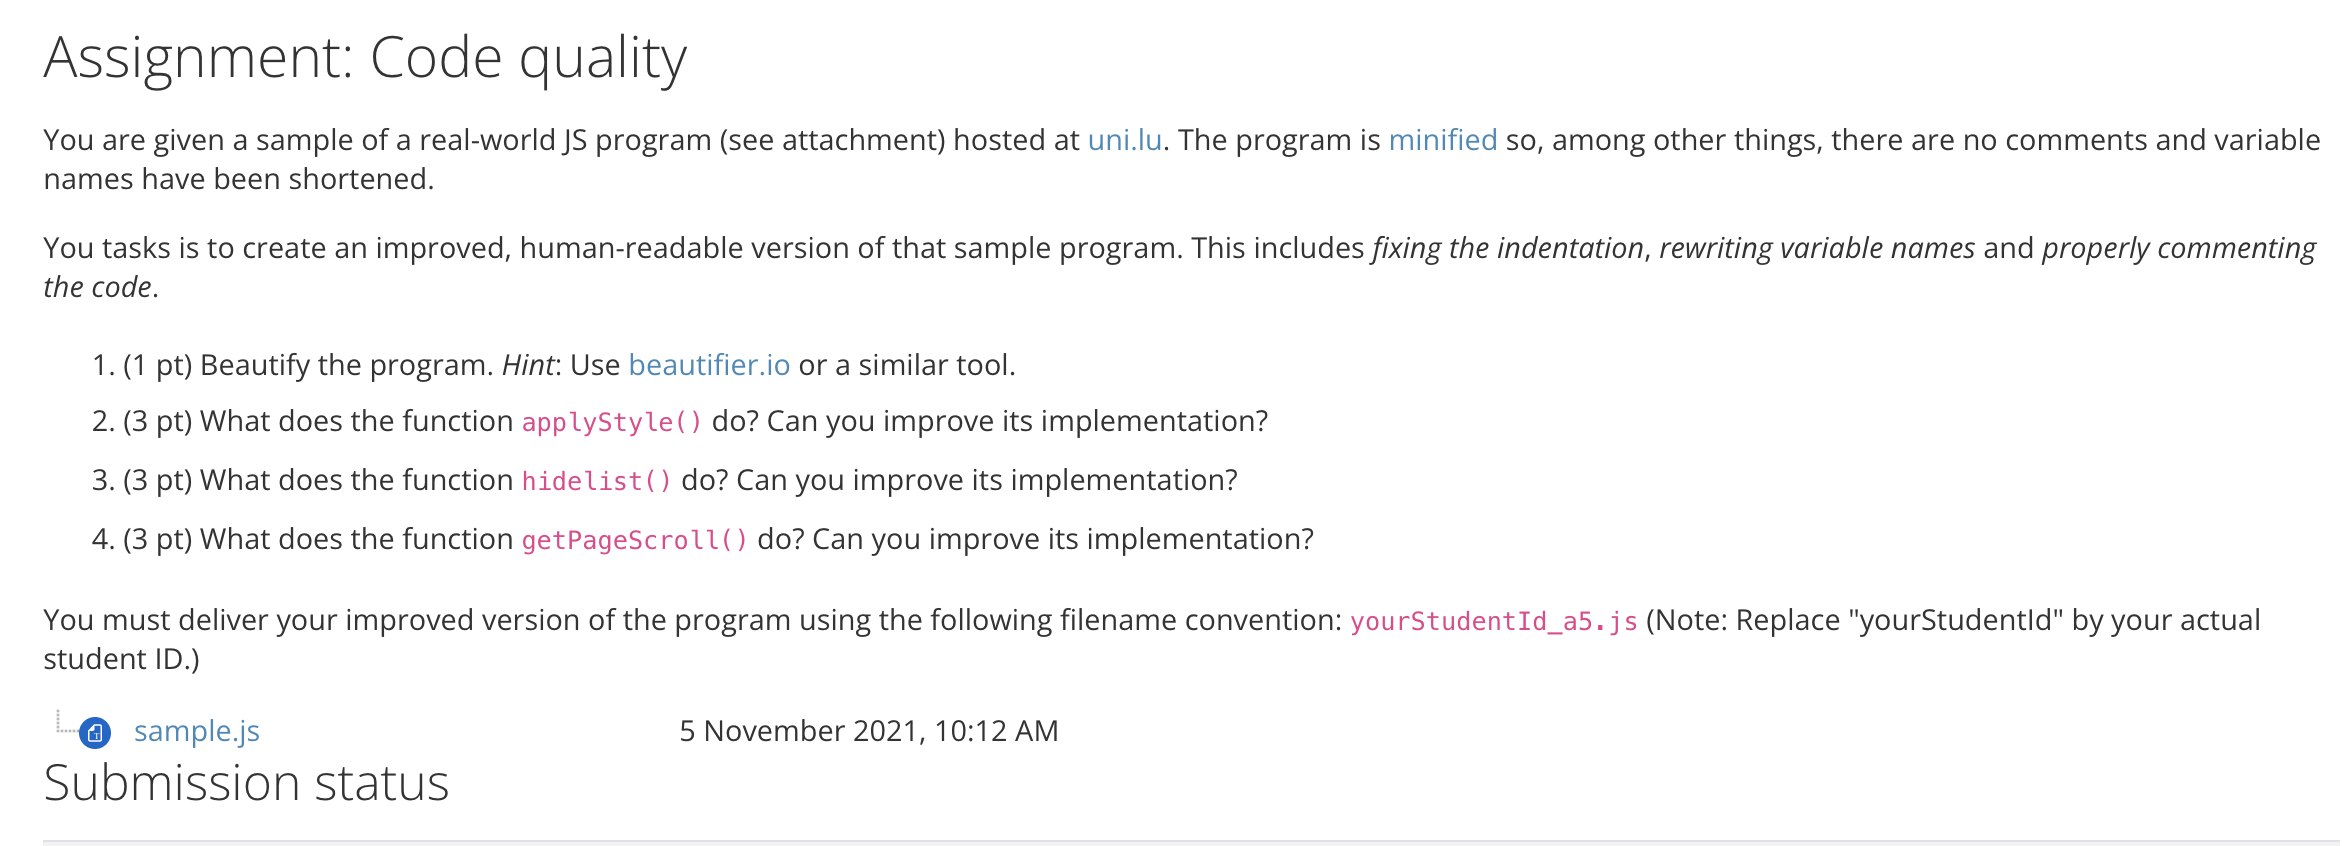 Assignment: Code quality
You are given a sample of a real-world JS program (see attachment) hosted at uni.lu. The program is minified so, among other things, there are no comments and variable
names have been shortened.
You tasks is to create an improved, human-readable version of that sample program. This includes fixing the indentation, rewriting variable names and properly commenting
the code.
1. (1 pt) Beautify the program. Hint: Use beautifier.io or a similar tool.
2. (3 pt) What does the function applyStyle() do? Can you improve its implementation?
3. (3 pt) What does the function hidelist() do? Can you improve its implementation?
4. (3 pt) What does the function getPageScroll() do? Can you improve its implementation?
You must deliver your improved version of the program using the following filename convention: yourStudentId_a5.js (Note: Replace "yourStudentId" by your actual
student ID.)
sample.js 5 November 2021, 10:12 AM
Submission status